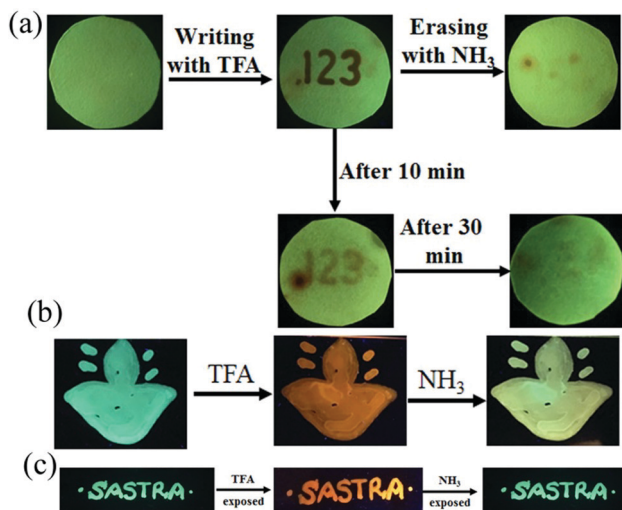 (a)
Writing with TFA
.123
Erasing with NH₃
After 10 min
.123
After 30 min
(b)
TFA
NH₃
(c)
• SASTRA •
TFA exposed
• SASTRA •
NH₃ exposed
• SASTRA •